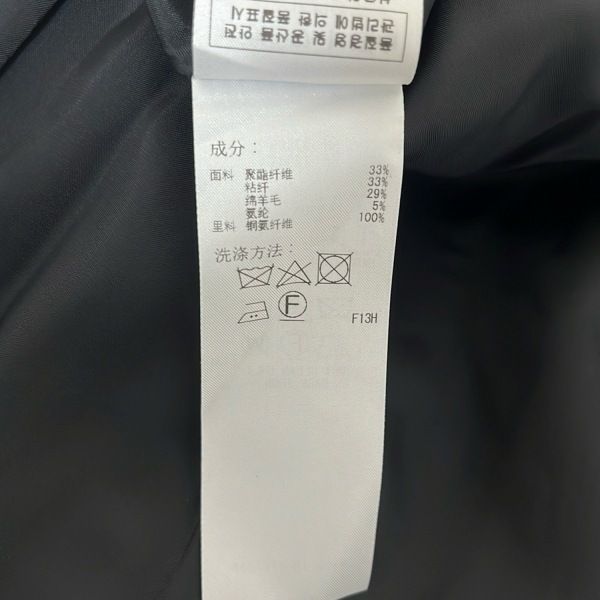 成分：
面料 聚酯纤维 33%
粘纤 33%
绵羊毛 29%
氨纶 5%
里料 铜氨纤维 100%
洗涤方法：
F
F13H